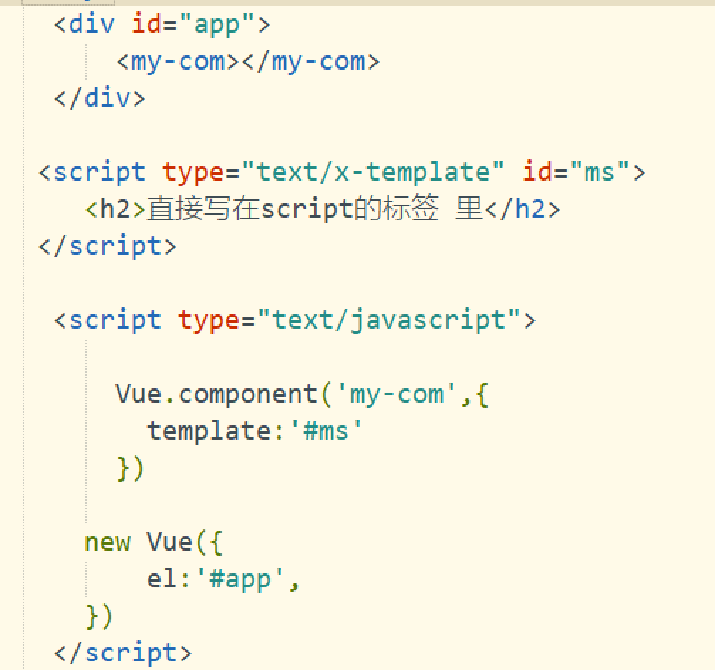 <div id="app">
<my-com></my-com>
</div>
<script type="text/x-template" id="ms">
<h2>直接写在script的标签 里</h2>
</script>
<script type="text/javascript">
Vue.component('my-com',{
template:'#ms'
})
new Vue({
el:'#app',
})
</script>